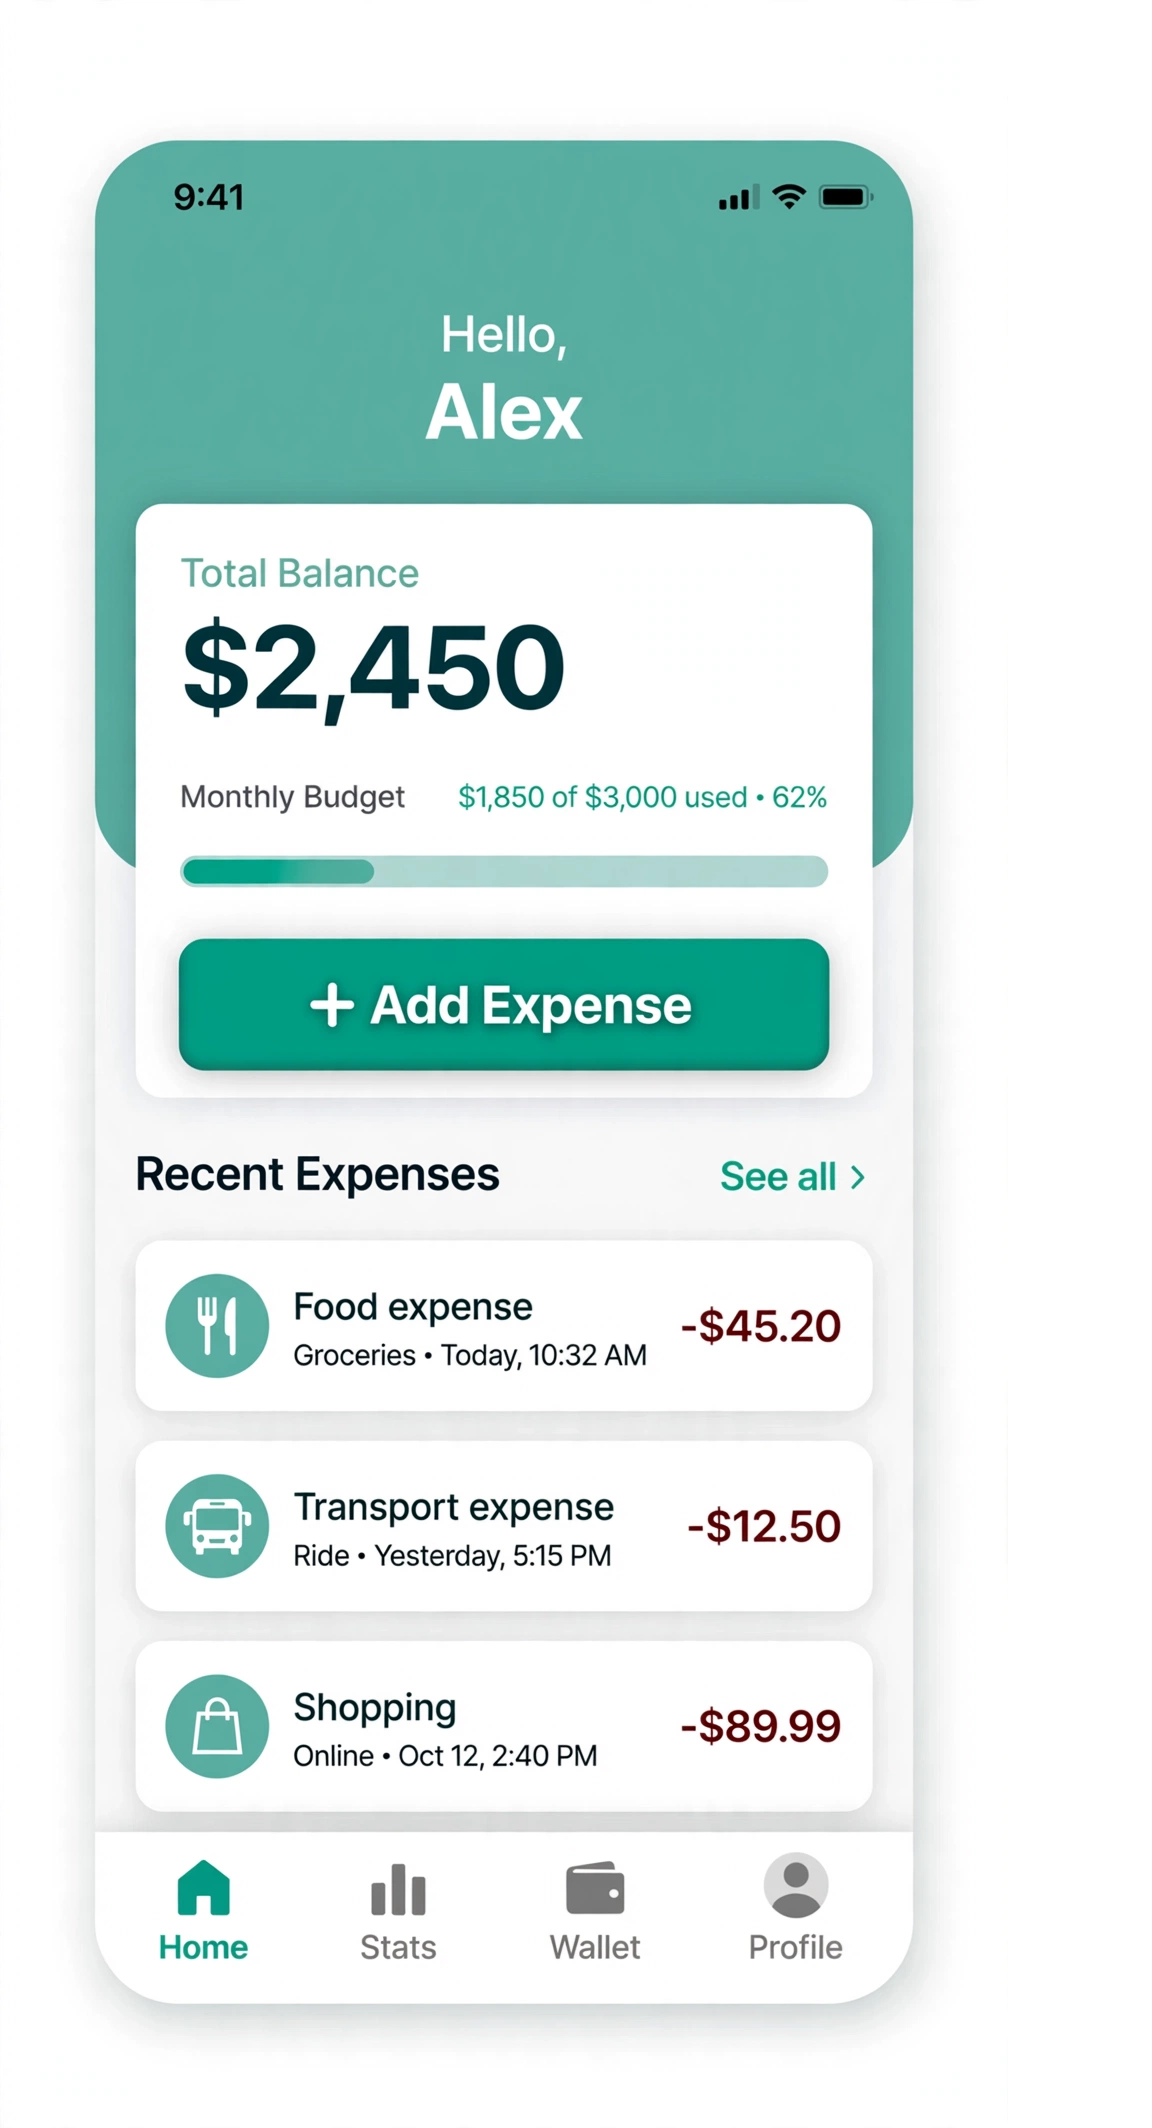 9:41
Hello,
Alex
Total Balance
$2,450
Monthly Budget $1,850 of $3,000 used • 62%
+ Add Expense
Recent Expenses See all >
Food expense
Groceries • Today, 10:32 AM
-$45.20
Transport expense
Ride • Yesterday, 5:15 PM
-$12.50
Shopping
Online • Oct 12, 2:40 PM
-$89.99
Home Stats Wallet Profile